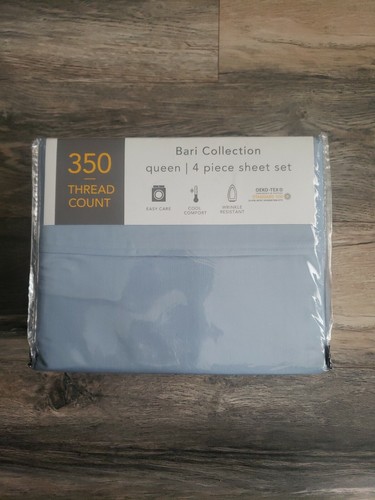 350
THREAD
COUNT
Bari Collection
queen | 4 piece sheet set
EASY CARE
COOL
COMFORT
WRINKLE
RESISTANT
OEKO-TEX®